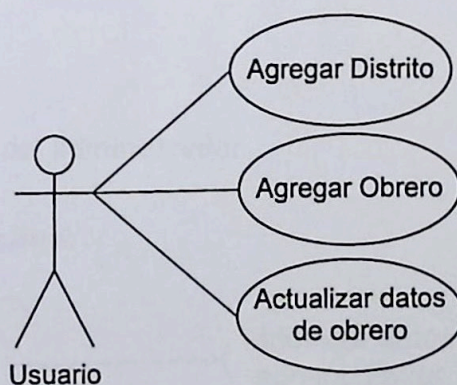 Agregar Distrito
Agregar Obrero
Actualizar datos
de obrero
Usuario